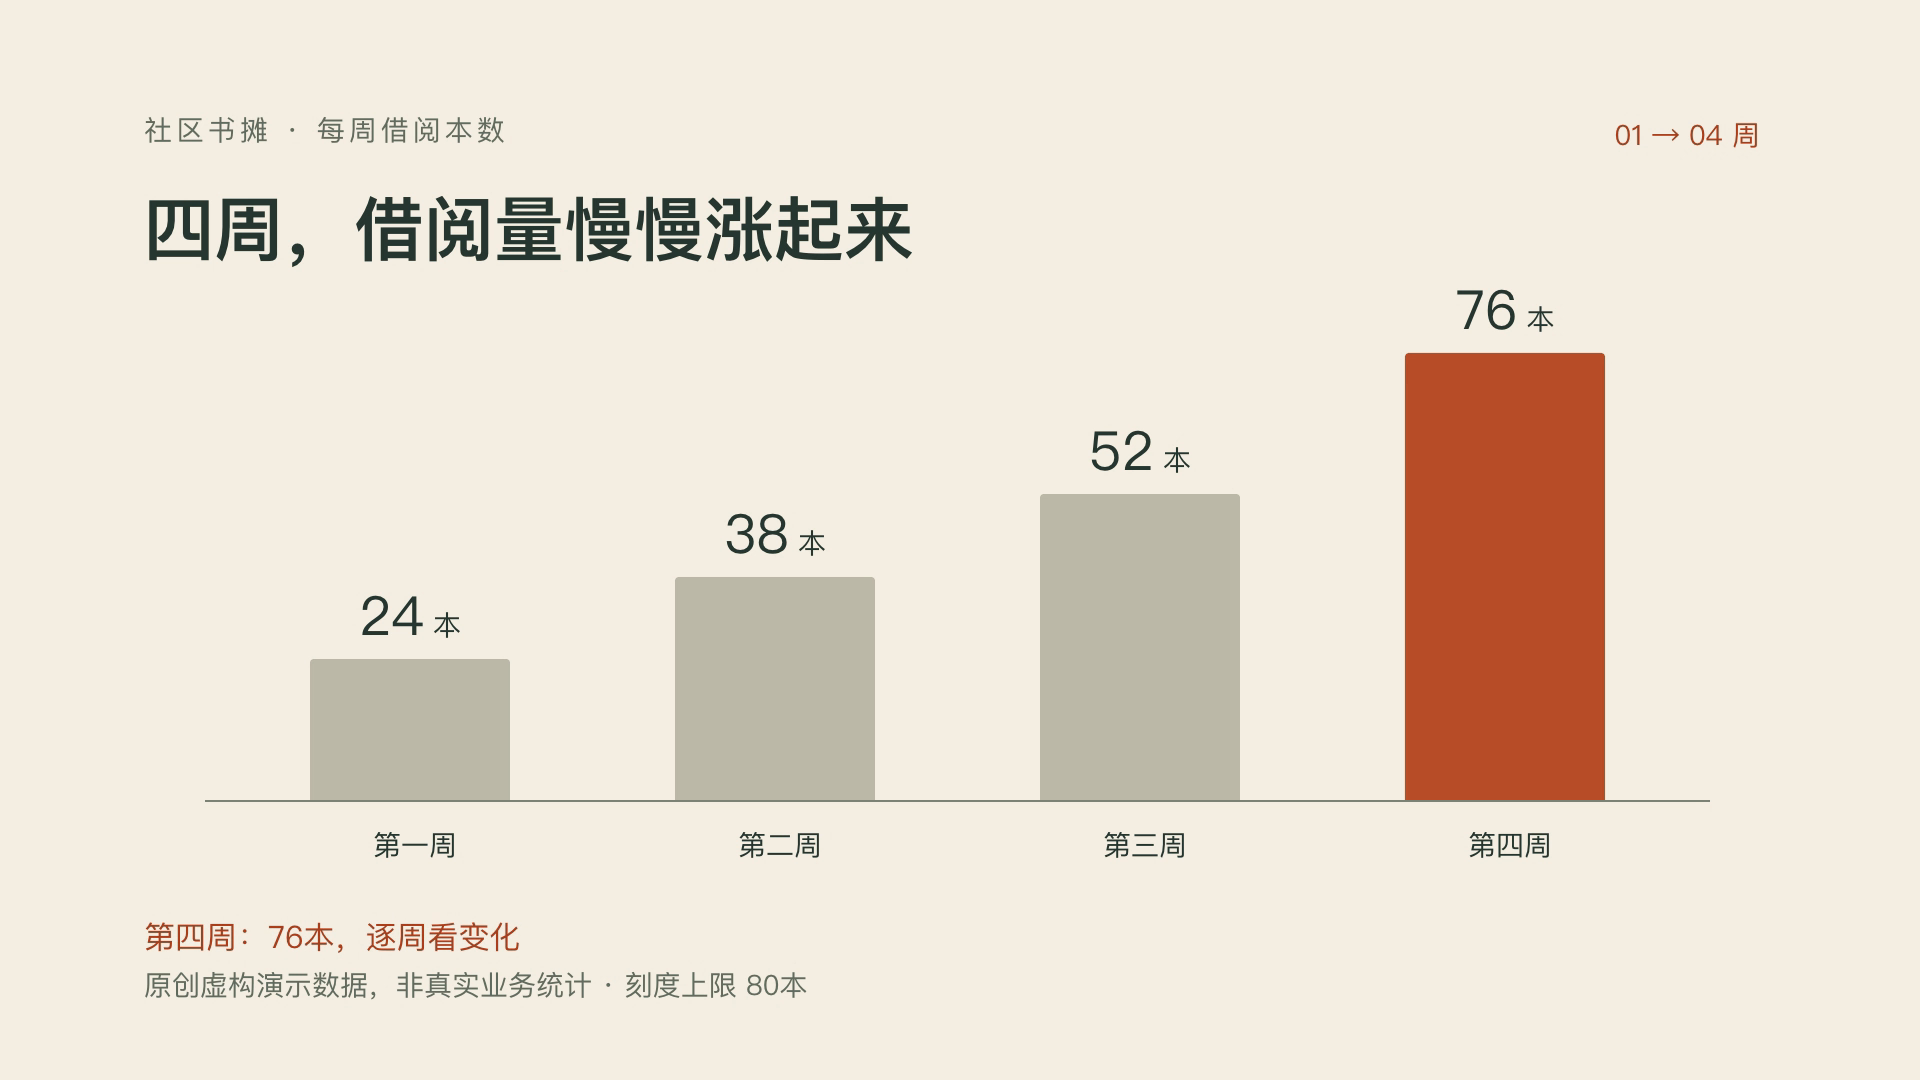 社区书摊 · 每周借阅本数
01 → 04 周
四周，借阅量慢慢涨起来
24 本
38 本
52 本
76 本
第一周
第二周
第三周
第四周
第四周：76本，逐周看变化
原创虚构演示数据，非真实业务统计 · 刻度上限 80本